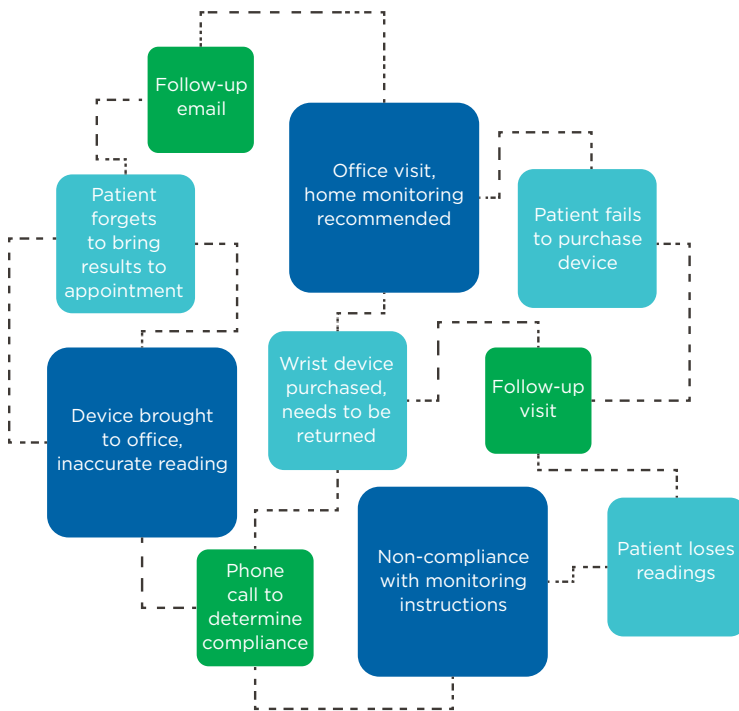 Follow-up
email
Office visit,
home monitoring
recommended
Patient
forgets
to bring
results to
appointment
Patient fails
to purchase
device
Wrist device
purchased,
needs to be
returned
Follow-up
visit
Device brought
to office,
inaccurate reading
Non-compliance
with monitoring
instructions
Patient loses
readings
Phone
call to
determine
compliance